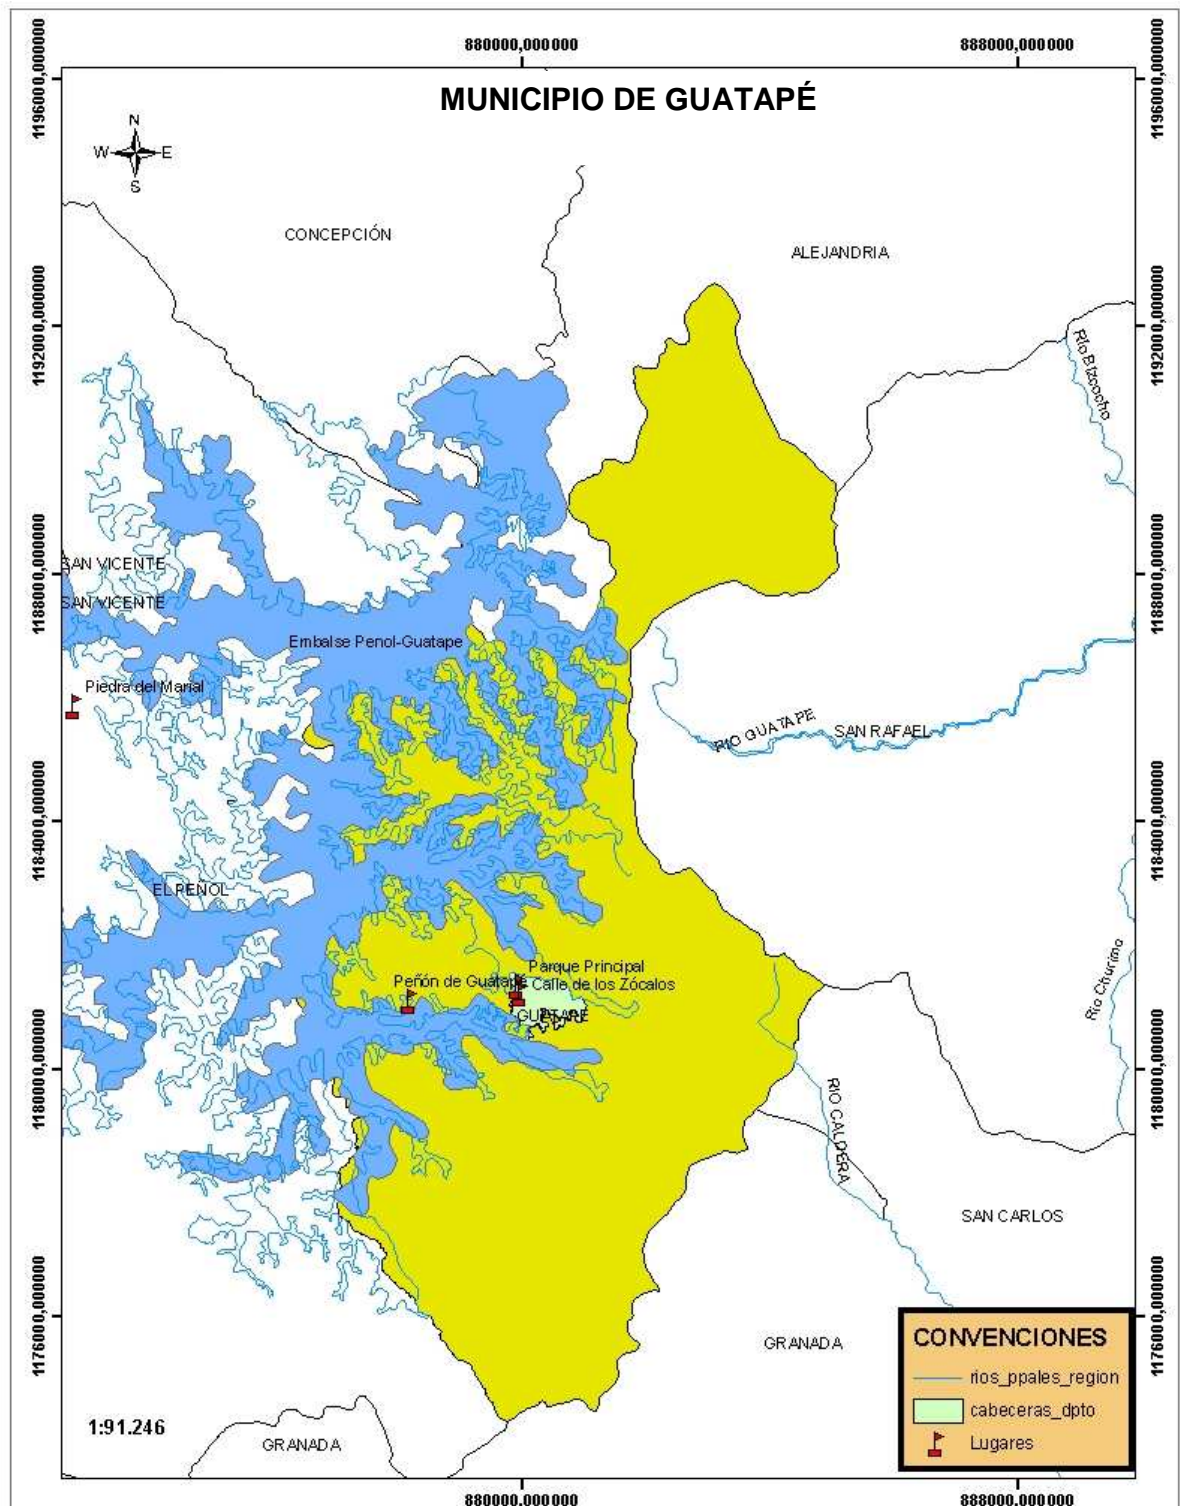 880000,000000
888000,000000
1196000,000000
1196000,000000
MUNICIPIO DE GUATAPÉ
N
W
E
S
CONCEPCIÓN
ALEJANDRIA
1192000,000000
1192000,000000
Río Bizcocho
SAN VICENTE
1188000,000000
1188000,000000
SAN VICENTE
Embalse Penol-Guatape
Piedra del Marial
RIO GUATAPE
SAN RAFAEL
1184000,000000
1184000,000000
EL PEÑOL
Parque Principal
Peñón de Guatape
Calle de los Zócalos
GUATAPÉ
Río Churimo
1180000,000000
1180000,000000
RIO CALDERA
SAN CARLOS
1176000,000000
1176000,000000
GRANADA
CONVENCIONES
rios_ppales_region
cabeceras_dpto
Lugares
1:91.246
GRANADA
880000,000000
888000,000000